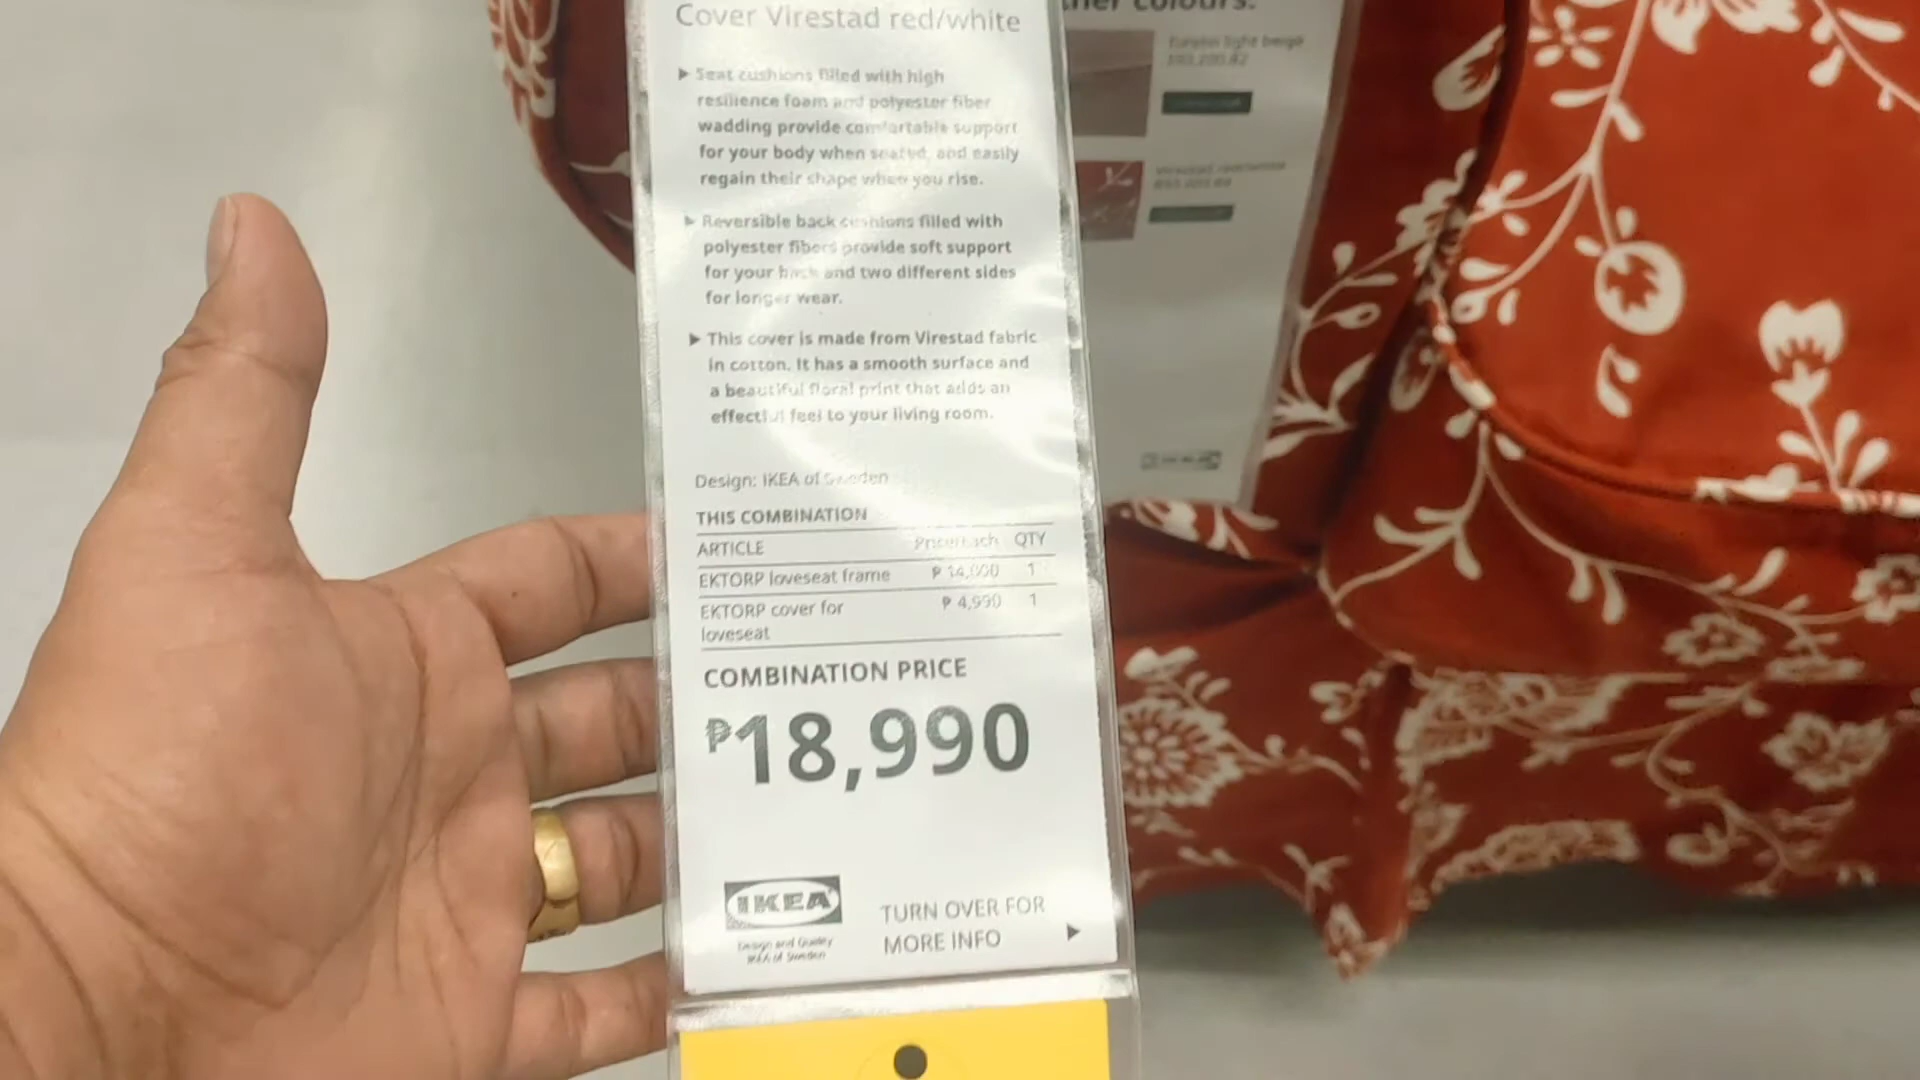 Cover Virestad red/white
▶ Seat cushions filled with high
resilience foam and polyester fiber
wadding provide comfortable support
for your body when seated, and easily
regain their shape when you rise.
▶ Reversible back cushions filled with
polyester fibers provide soft support
for your back and two different sides
for longer wear.
▶ This cover is made from Virestad fabric
in cotton. It has a smooth surface and
a beautiful floral print that adds an
effectful feel to your living room.
Design: IKEA of Sweden
THIS COMBINATION
ARTICLE Price/Each QTY
EKTORP loveseat frame ₱ 14,000 1
EKTORP cover for ₱ 4,990 1
loveseat
COMBINATION PRICE
₱18,990
IKEA
Design and Quality
IKEA of Sweden
TURN OVER FOR
MORE INFO ▶
colours:
light beige